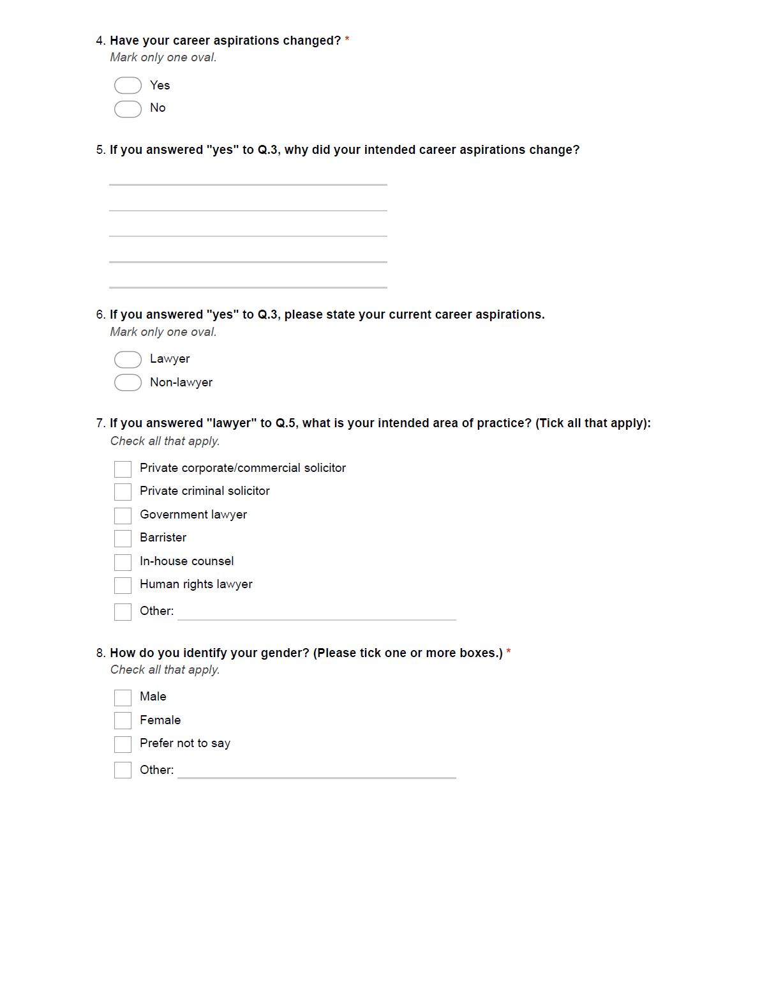 4. Have your career aspirations changed? *
Mark only one oval.
Yes
No
5. If you answered "yes" to Q.3, why did your intended career aspirations change?
6. If you answered "yes" to Q.3, please state your current career aspirations.
Mark only one oval.
Lawyer
Non-lawyer
7. If you answered "lawyer" to Q.5, what is your intended area of practice? (Tick all that apply):
Check all that apply.
Private corporate/commercial solicitor
Private criminal solicitor
Government lawyer
Barrister
In-house counsel
Human rights lawyer
Other:
8. How do you identify your gender? (Please tick one or more boxes.) *
Check all that apply.
Male
Female
Prefer not to say
Other: